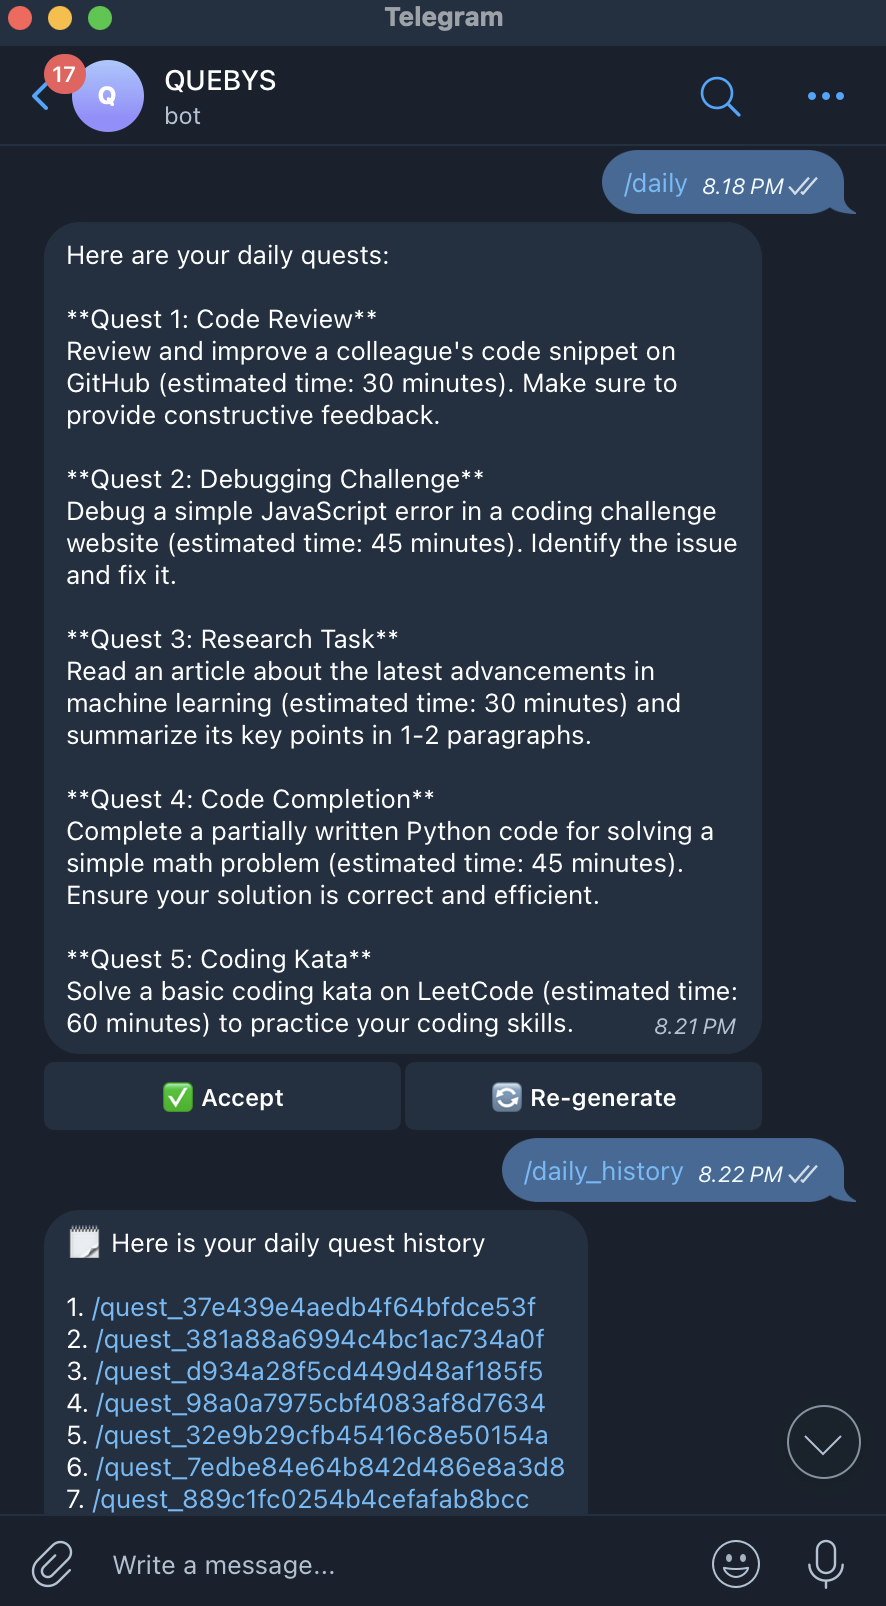 Telegram
17
Q
QUEBYS
bot
/daily 8.18 PM
Here are your daily quests:
**Quest 1: Code Review**
Review and improve a colleague's code snippet on
GitHub (estimated time: 30 minutes). Make sure to
provide constructive feedback.
**Quest 2: Debugging Challenge**
Debug a simple JavaScript error in a coding challenge
website (estimated time: 45 minutes). Identify the issue
and fix it.
**Quest 3: Research Task**
Read an article about the latest advancements in
machine learning (estimated time: 30 minutes) and
summarize its key points in 1-2 paragraphs.
**Quest 4: Code Completion**
Complete a partially written Python code for solving a
simple math problem (estimated time: 45 minutes).
Ensure your solution is correct and efficient.
**Quest 5: Coding Kata**
Solve a basic coding kata on LeetCode (estimated time:
60 minutes) to practice your coding skills. 8.21 PM
Accept
Re-generate
/daily_history 8.22 PM
Here is your daily quest history
1. /quest_37e439e4aedb4f64bfdce53f
2. /quest_381a88a6994c4bc1ac734a0f
3. /quest_d934a28f5cd449d48af185f5
4. /quest_98a0a7975cbf4083af8d7634
5. /quest_32e9b29cfb45416c8e50154a
6. /quest_7edbe84e64b842d486e8a3d8
7. /quest_889c1fc0254b4cefafab8bcc
Write a message...